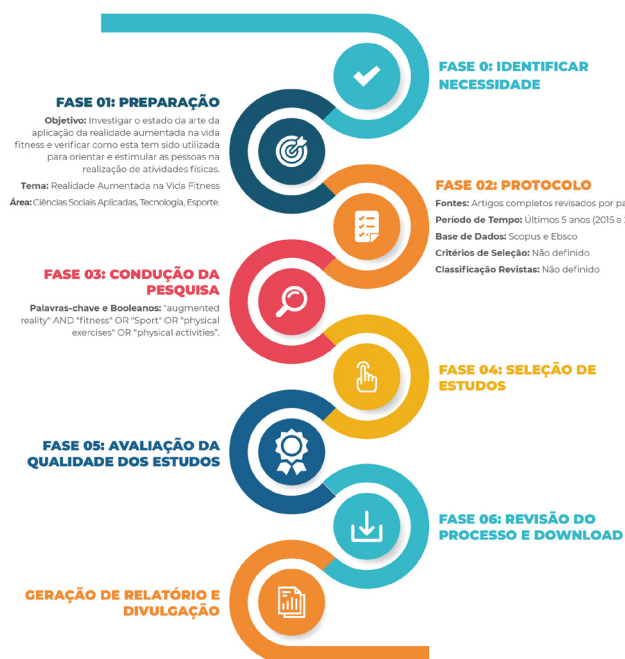 FASE 0: IDENTIFICAR
NECESSIDADE
FASE 01: PREPARAÇÃO
Objetivo: Investigar o estado da arte da
aplicação da realidade aumentada na vida
fitness e verificar como esta tem sido utilizada
para orientar e estimular as pessoas na
realização de atividades físicas.
Tema: Realidade Aumentada na Vida Fitness
Área: Ciências Sociais Aplicadas, Tecnologia, Esporte.
FASE 02: PROTOCOLO
Fontes: Artigos completos revisados por
Período de Tempo: Últimos 5 anos (2015 a
Base de Dados: Scopus e Ebsco
Critérios de Seleção: Não definido
Classificação Revistas: Não definido
FASE 03: CONDUÇÃO DA
PESQUISA
Palavras-chave e Booleanos: "augmented
reality" AND "fitness" OR "Sport" OR "physical
exercises" OR "physical activities".
FASE 04: SELEÇÃO DE
ESTUDOS
FASE 05: AVALIAÇÃO DA
QUALIDADE DOS ESTUDOS
FASE 06: REVISÃO DO
PROCESSO E DOWNLOAD
GERAÇÃO DE RELATÓRIO E
DIVULGAÇÃO